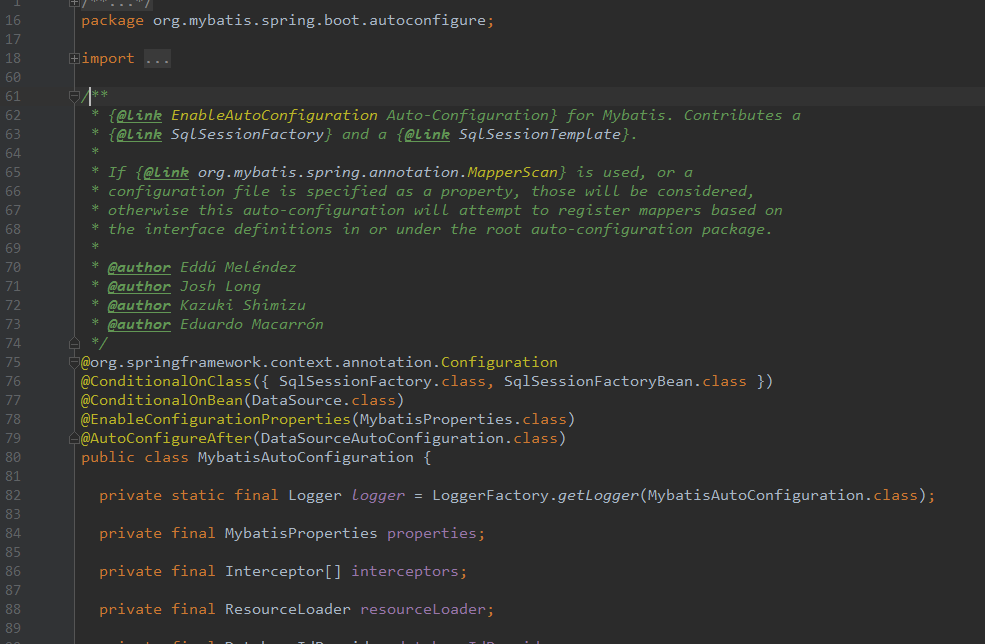 1 /**...*/
16 package org.mybatis.spring.boot.autoconfigure;
17
18 import ...
60
61 /**
62 * {@link EnableAutoConfiguration Auto-Configuration} for Mybatis. Contributes a
63 * {@link SqlSessionFactory} and a {@link SqlSessionTemplate}.
64 *
65 * If {@link org.mybatis.spring.annotation.MapperScan} is used, or a
66 * configuration file is specified as a property, those will be considered,
67 * otherwise this auto-configuration will attempt to register mappers based on
68 * the interface definitions in or under the root auto-configuration package.
69 *
70 * @author Eddú Meléndez
71 * @author Josh Long
72 * @author Kazuki Shimizu
73 * @author Eduardo Macarrón
74 */
75 @org.springframework.context.annotation.Configuration
76 @ConditionalOnClass({ SqlSessionFactory.class, SqlSessionFactoryBean.class })
77 @ConditionalOnBean(DataSource.class)
78 @EnableConfigurationProperties(MybatisProperties.class)
79 @AutoConfigureAfter(DataSourceAutoConfiguration.class)
80 public class MybatisAutoConfiguration {
81
82 private static final Logger logger = LoggerFactory.getLogger(MybatisAutoConfiguration.class);
83
84 private final MybatisProperties properties;
85
86 private final Interceptor[] interceptors;
87
88 private final ResourceLoader resourceLoader;
89